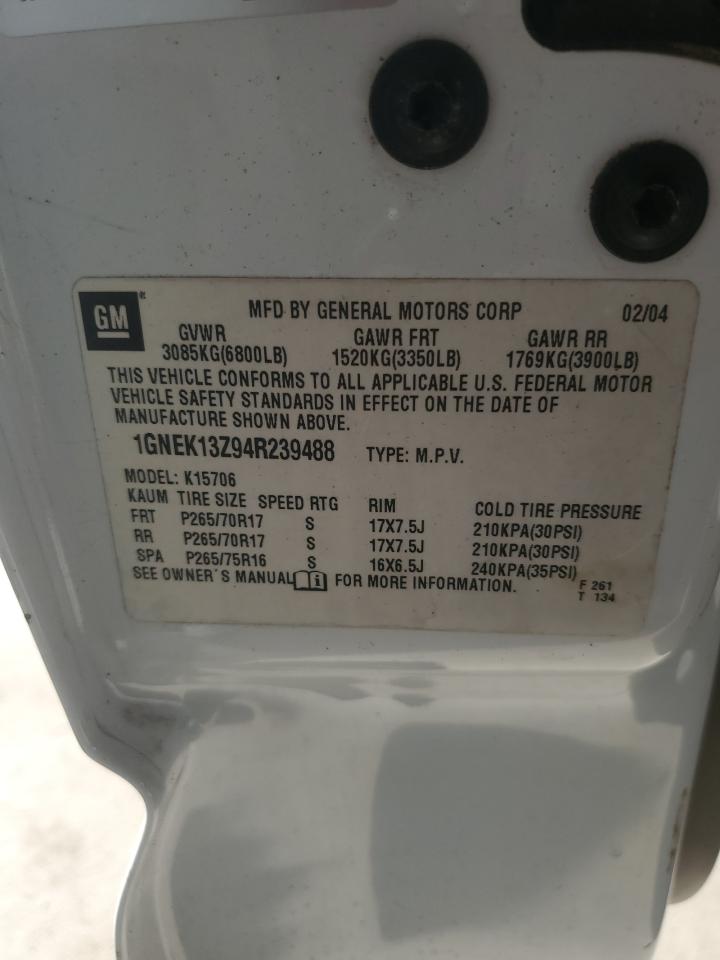 GM®
MFD BY GENERAL MOTORS CORP 02/04
GVWR GAWR FRT GAWR RR
3085KG(6800LB) 1520KG(3350LB) 1769KG(3900LB)
THIS VEHICLE CONFORMS TO ALL APPLICABLE U.S. FEDERAL MOTOR
VEHICLE SAFETY STANDARDS IN EFFECT ON THE DATE OF
MANUFACTURE SHOWN ABOVE.
1GNEK13Z94R239488 TYPE: M.P.V.
MODEL: K15706
KAUM TIRE SIZE SPEED RTG RIM COLD TIRE PRESSURE
FRT P265/70R17 S 17X7.5J 210KPA(30PSI)
RR P265/70R17 S 17X7.5J 210KPA(30PSI)
SPA P265/75R16 S 16X6.5J 240KPA(35PSI)
SEE OWNER'S MANUAL i FOR MORE INFORMATION.
F 261
T 134